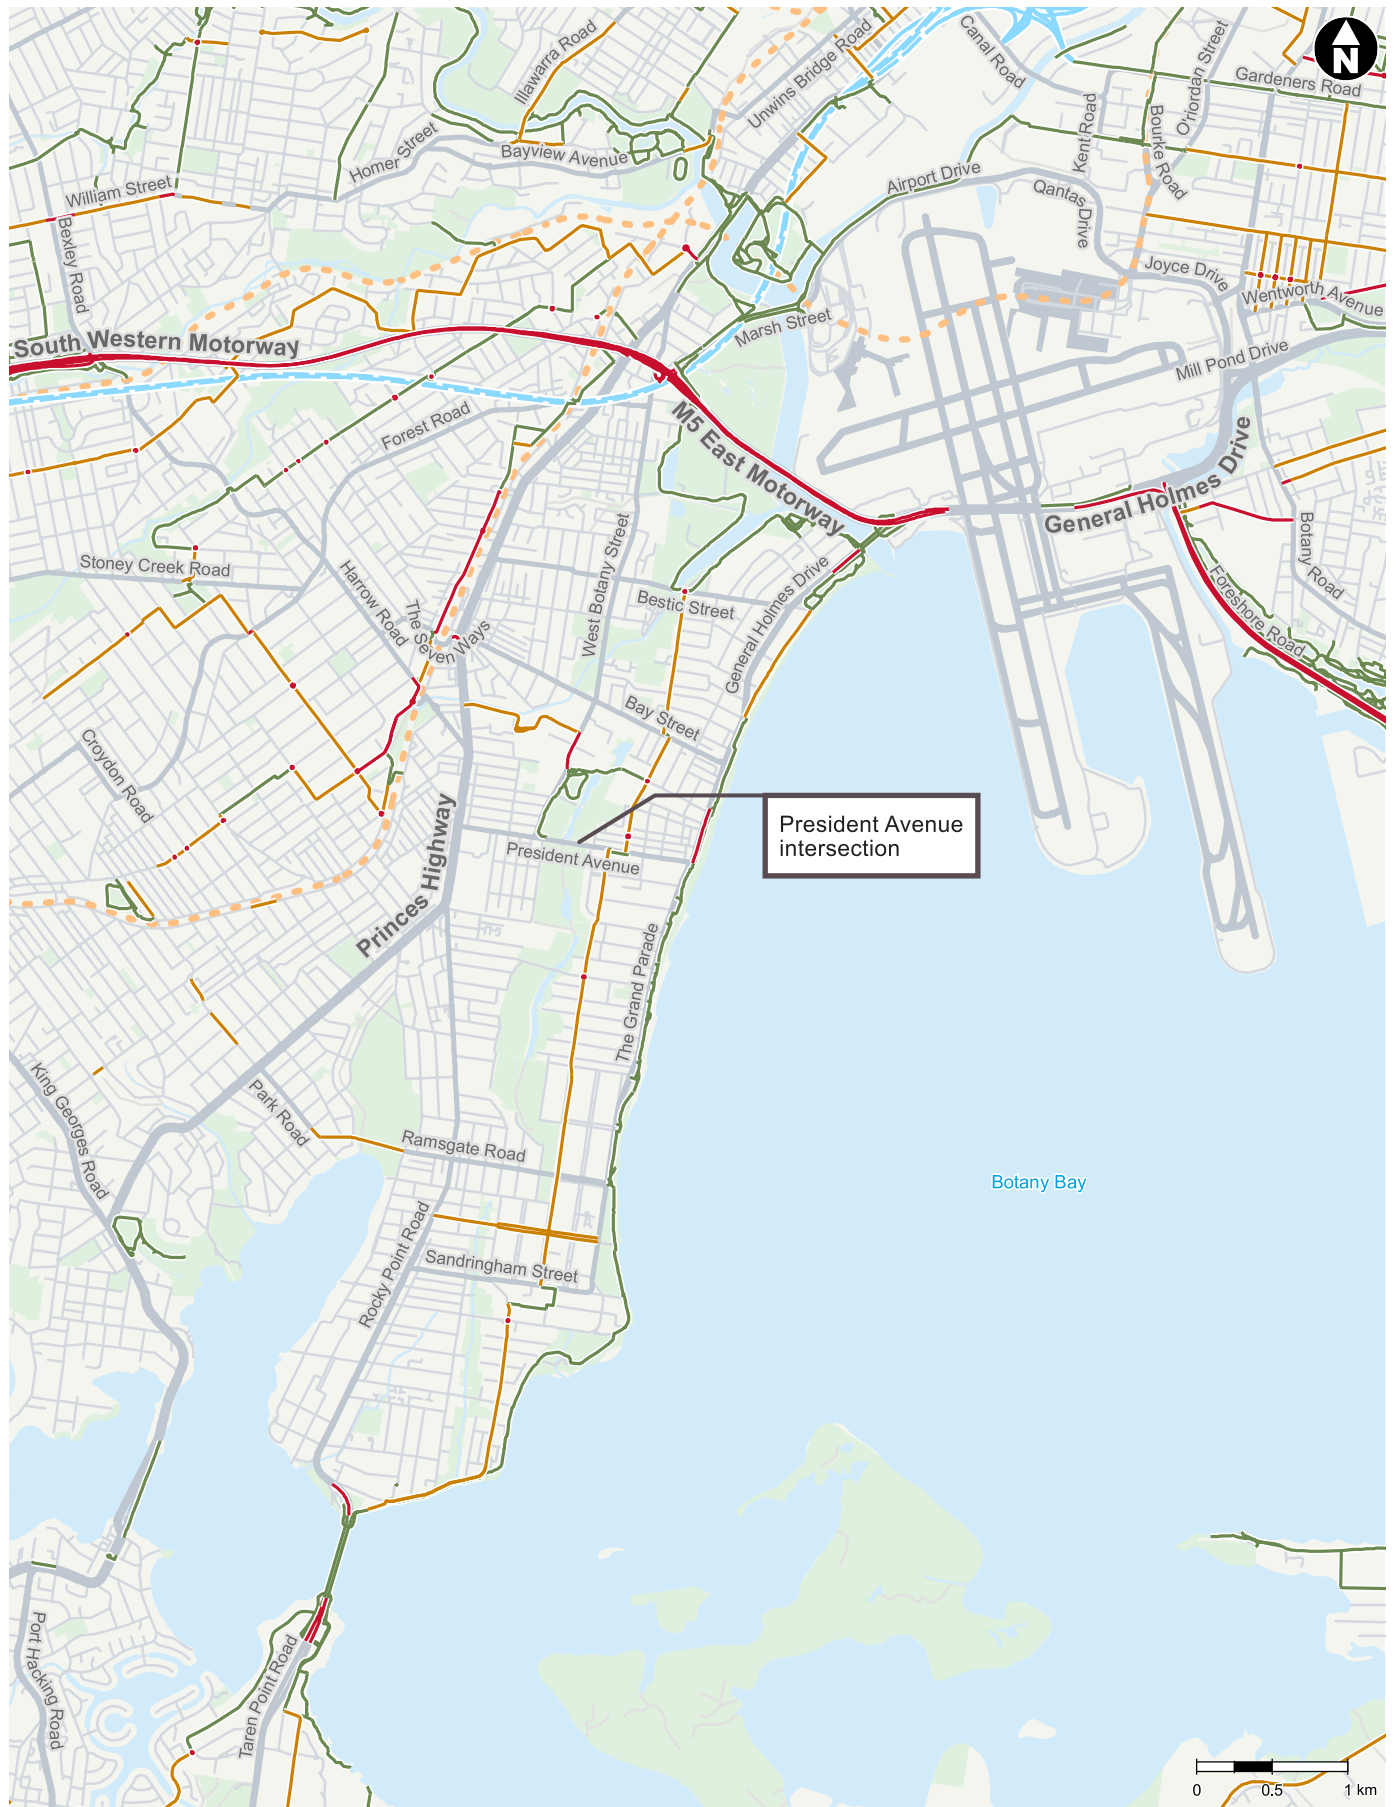 N
Canal Road
O'riordan Street
Gardeners Road
Illawarra Road
Unwins Bridge Road
Kent Road
Bourke Road
Homer Street
Bayview Avenue
William Street
Airport Drive
Qantas Drive
Bexley Road
Joyce Drive
Wentworth Avenue
South Western Motorway
Marsh Street
Mill Pond Drive
Forest Road
M5 East Motorway
General Holmes Drive
Botany Road
Stoney Creek Road
West Botany Street
Harrow Road
The Seven Ways
Bestic Street
General Holmes Drive
Foreshore Road
Bay Street
Croydon Road
Princes Highway
President Avenue
intersection
President Avenue
The Grand Parade
King Georges Road
Park Road
Ramsgate Road
Botany Bay
Rocky Point Road
Sandringham Street
Port Hacking Road
Taren Point Road
0 0.5 1 km